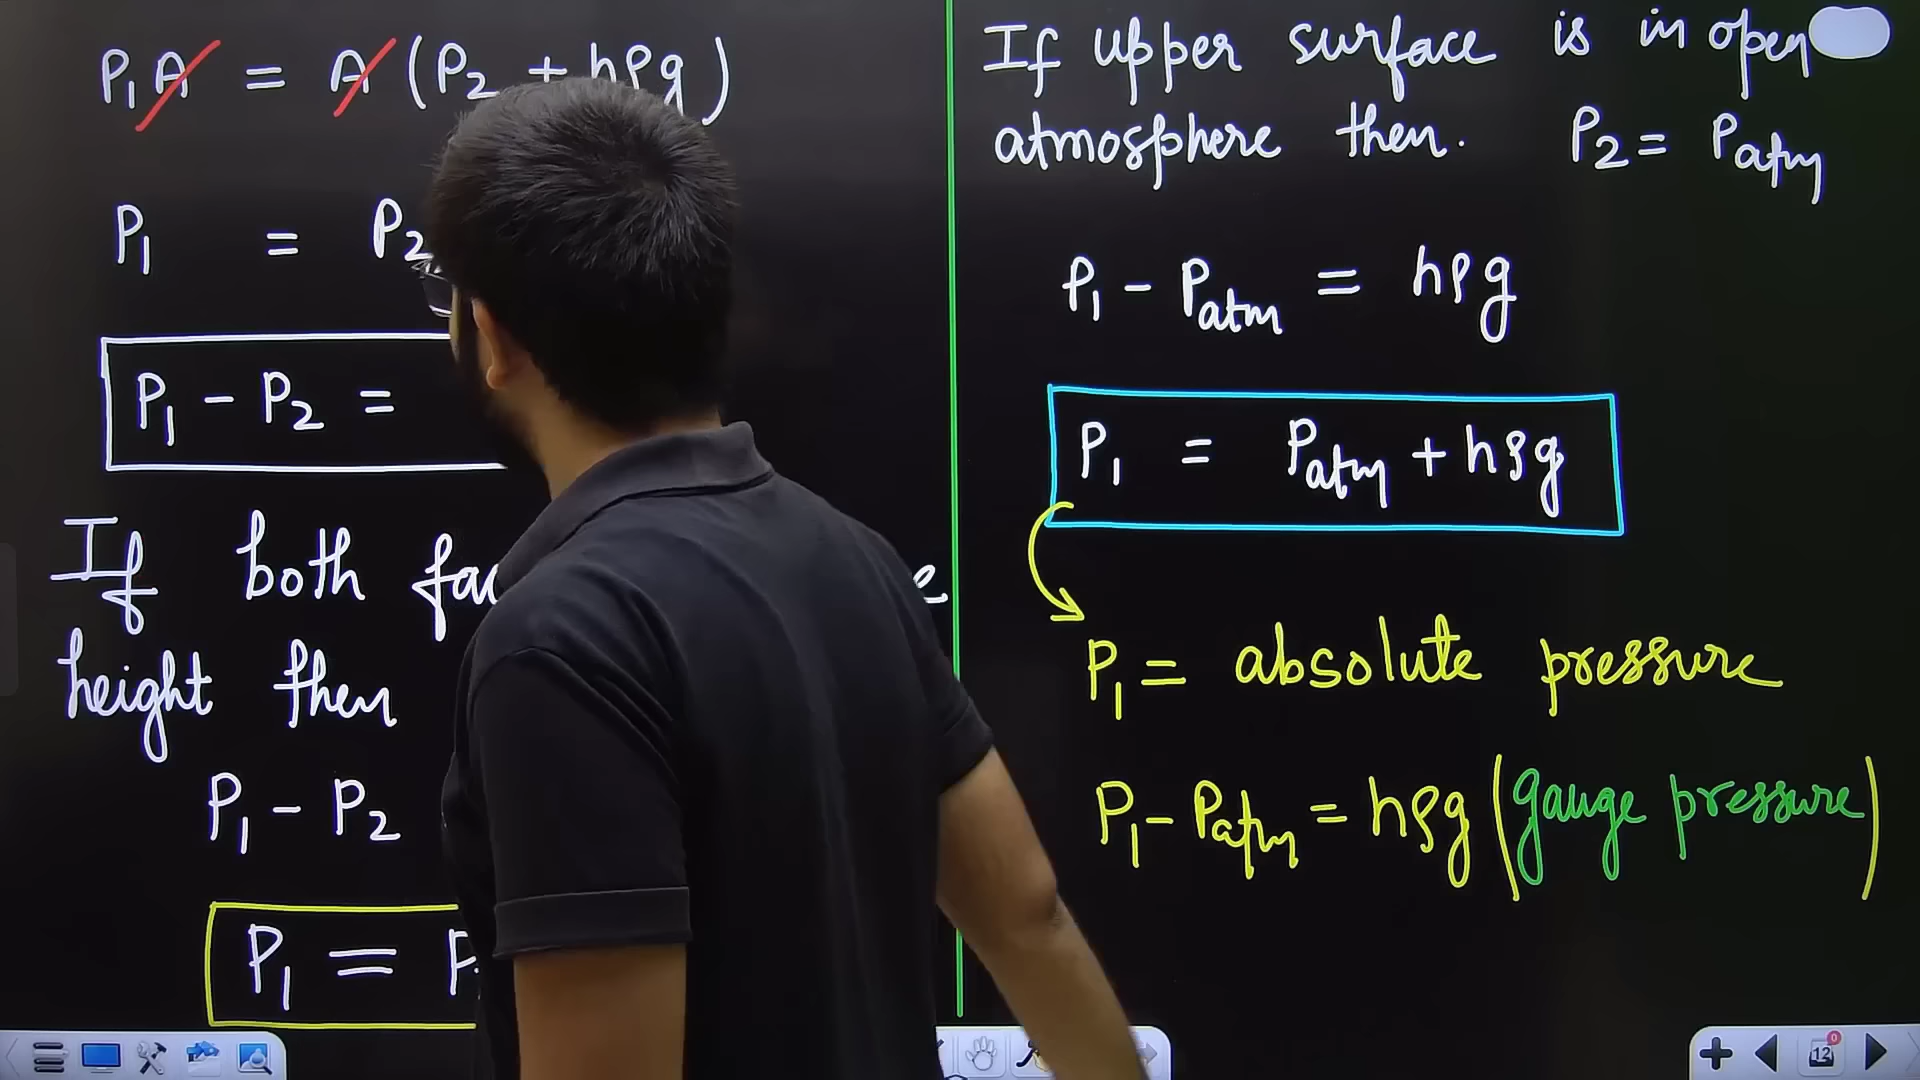 P₁A = A (P₂ + hρg)
P₁ = P₂
P₁ - P₂ =
If both
height then
P₁ - P₂
P₁ =
If upper surface is in open
atmosphere then. P₂ = Patm
P₁ - Patm = hρg
P₁ = Patm + hρg
P₁ = absolute pressure
P₁ - Patm = hρg (gauge pressure)
12
0